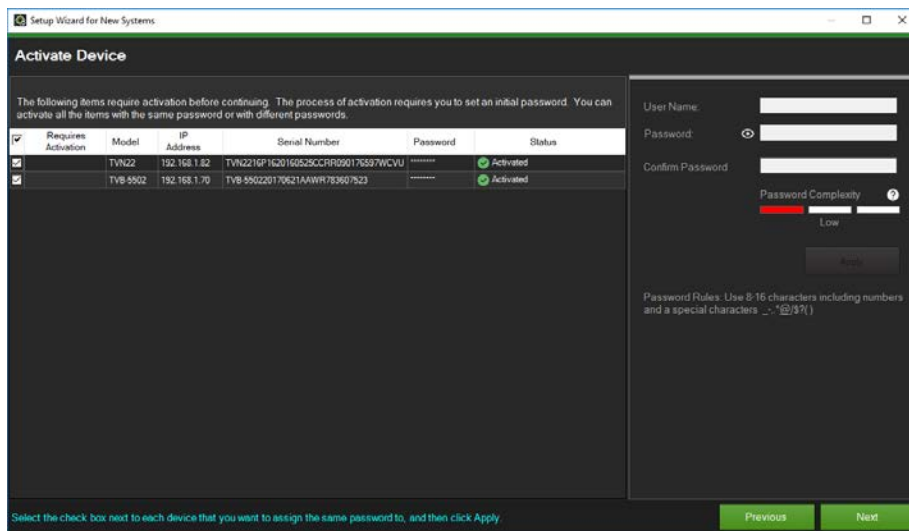 Setup Wizard for New Systems
Activate Device
The following items require activation before continuing. The process of activation requires you to set an initial password. You can
activate all the items with the same password or with different passwords.
Requires Activation Model IP Address Serial Number Password Status
TVN22 192.168.1.82 TVN2216P1620160525CCRR090176597WCVU ******** Activated
TVB-5502 192.168.1.70 TVB-550220170621AAWR783607523 ********* Activated
User Name:
Password:
Confirm Password
Password Complexity ?
Low
Apply
Password Rules: Use 8-16 characters including numbers
and a special characters _-,.*@/$?( )
Select the check box next to each device that you want to assign the same password to, and then click Apply.
Previous Next